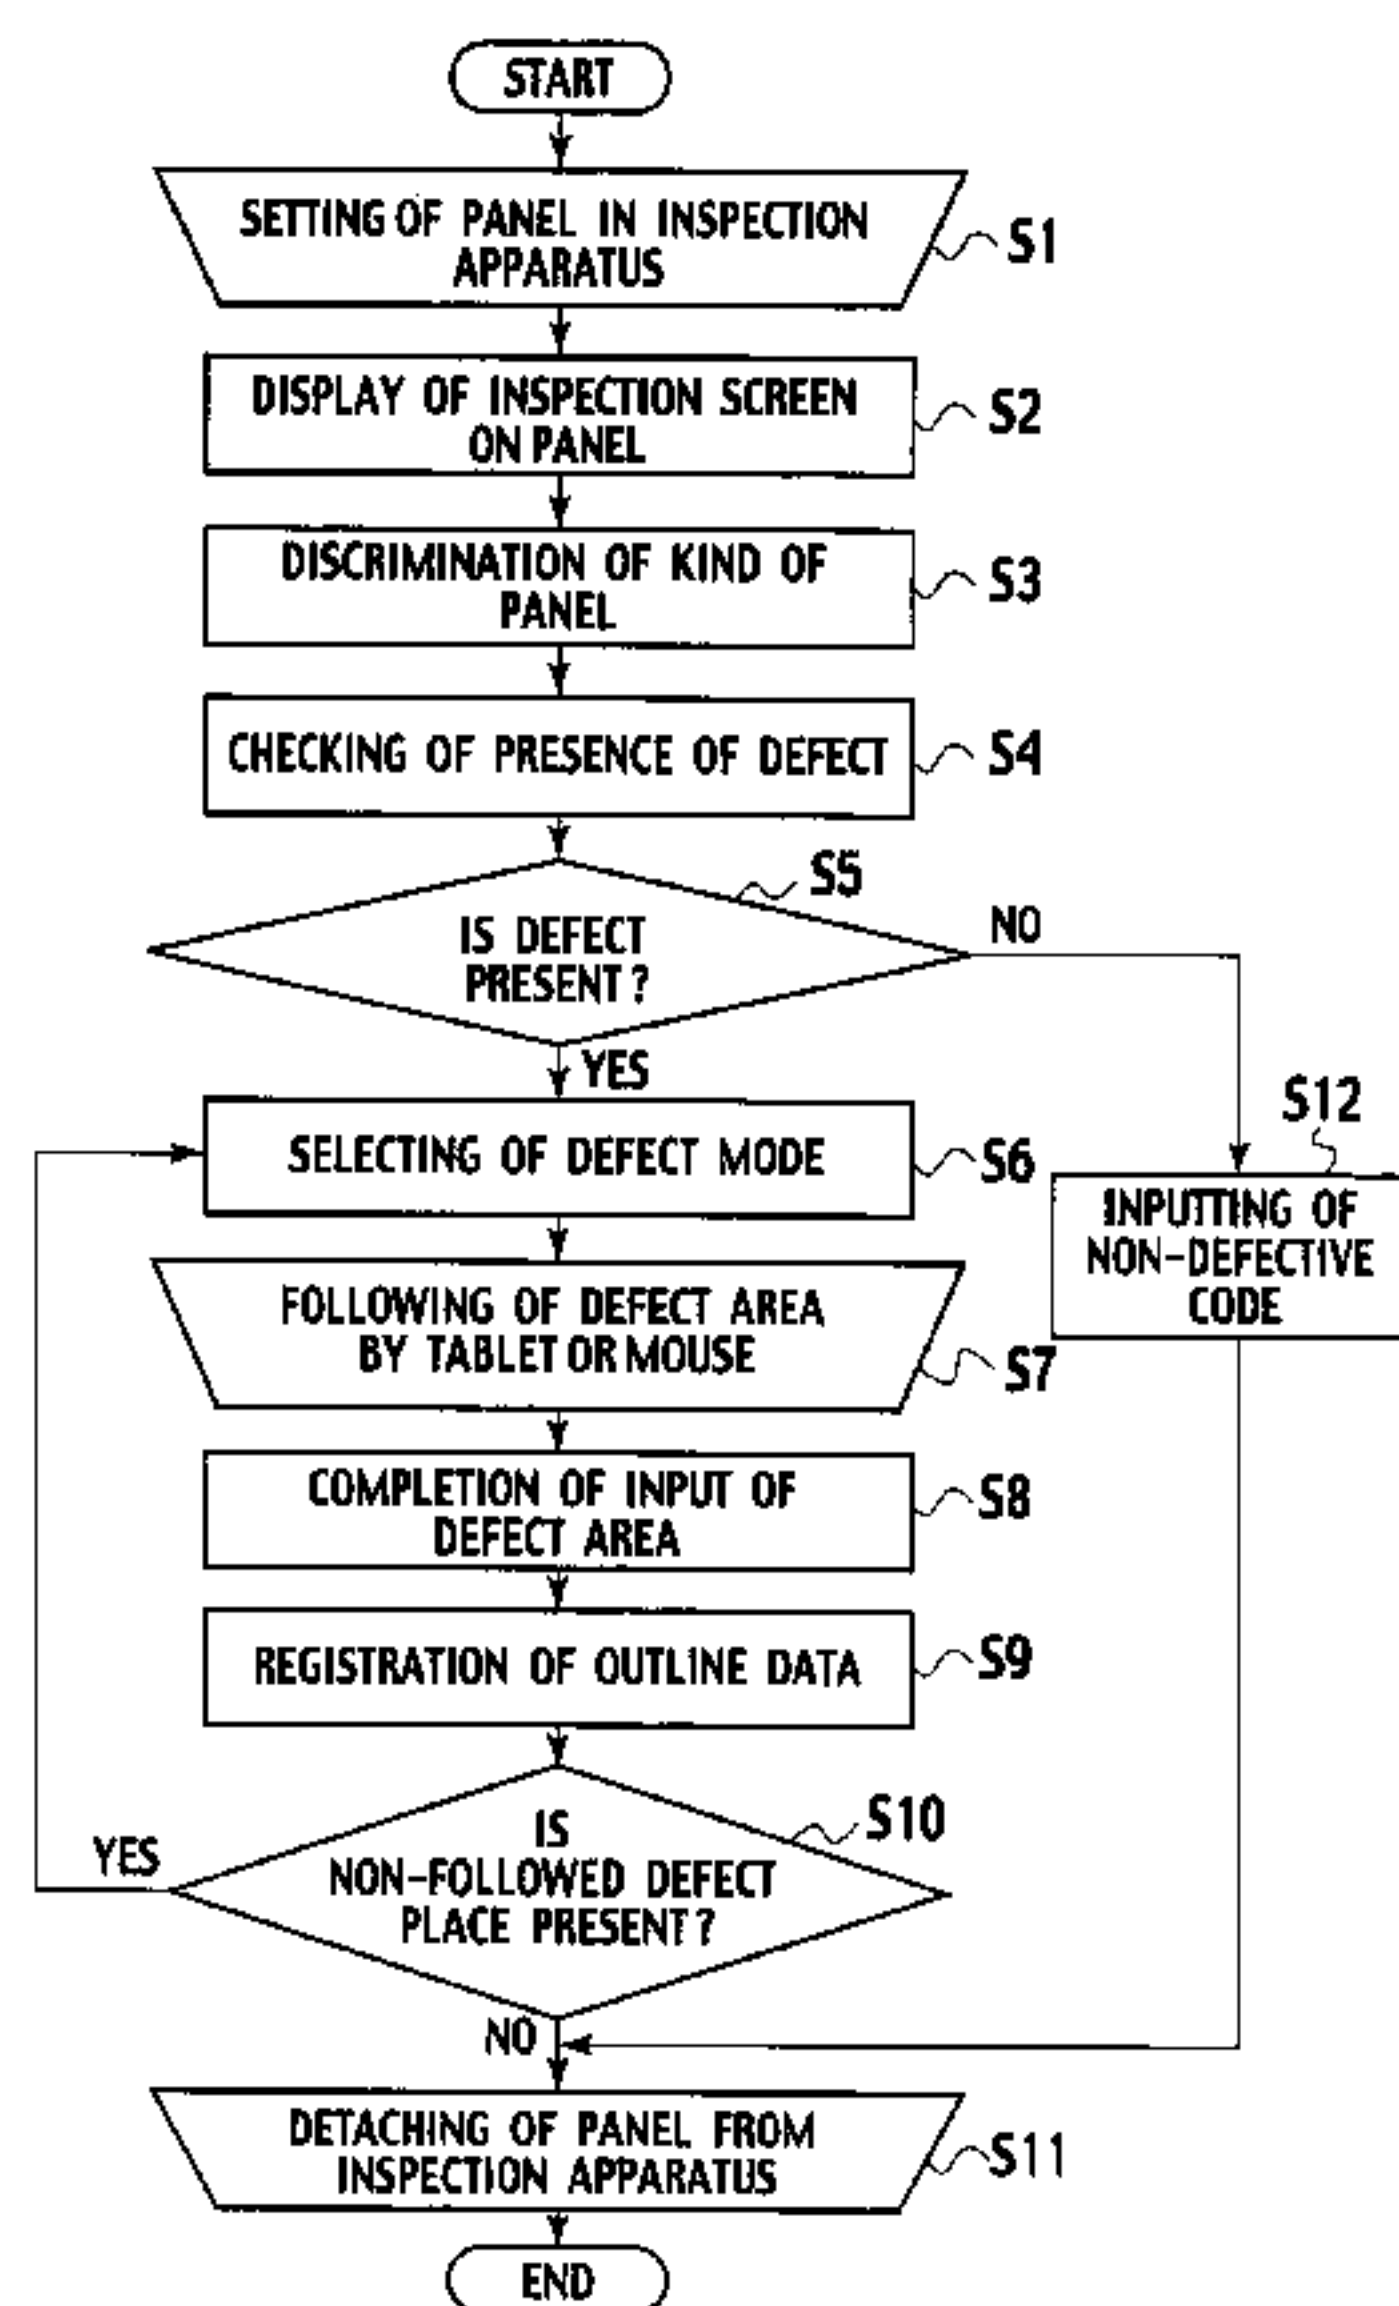 START
SETTING OF PANEL IN INSPECTION
APPARATUS
S1
DISPLAY OF INSPECTION SCREEN
ON PANEL
S2
DISCRIMINATION OF KIND OF
PANEL
S3
CHECKING OF PRESENCE OF DEFECT
S4
S5
IS DEFECT
PRESENT?
NO
YES
SELECTING OF DEFECT MODE
S6
S12
INPUTTING OF
NON-DEFECTIVE
CODE
FOLLOWING OF DEFECT AREA
BY TABLET OR MOUSE
S7
COMPLETION OF INPUT OF
DEFECT AREA
S8
REGISTRATION OF OUTLINE DATA
S9
S10
IS
NON-FOLLOWED DEFECT
PLACE PRESENT?
YES
NO
DETACHING OF PANEL FROM
INSPECTION APPARATUS
S11
END